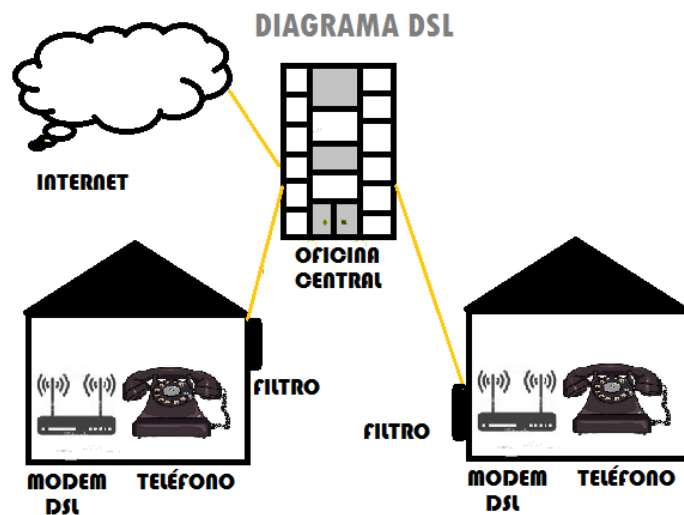 DIAGRAMA DSL
INTERNET
OFICINA
CENTRAL
FILTRO
FILTRO
MODEM
DSL
TELÉFONO
MODEM
DSL
TELÉFONO